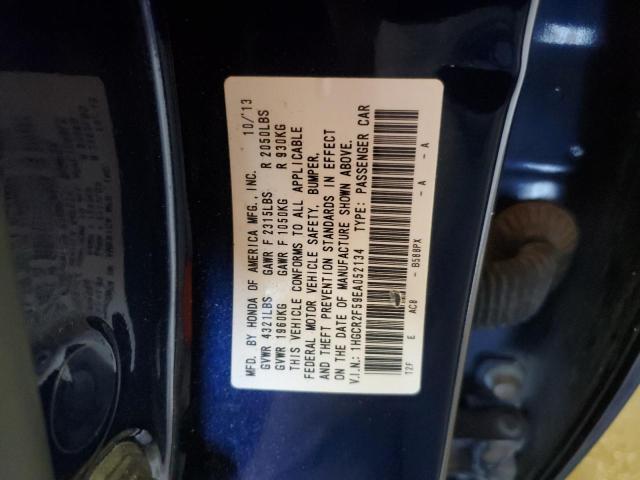 MFD. BY HONDA OF AMERICA MFG., INC. 10/'13
GVWR 4321LBS GAWR F 2315LBS R 2050LBS
GVWR 1960KG GAWR F 1050KG R 930KG
THIS VEHICLE CONFORMS TO ALL APPLICABLE
FEDERAL MOTOR VEHICLE SAFETY, BUMPER,
AND THEFT PREVENTION STANDARDS IN EFFECT
ON THE DATE OF MANUFACTURE SHOWN ABOVE.
V.I.N.: 1HGCR2F59EA052134 TYPE: PASSENGER CAR
12F E AC8 - B588PX - A - A